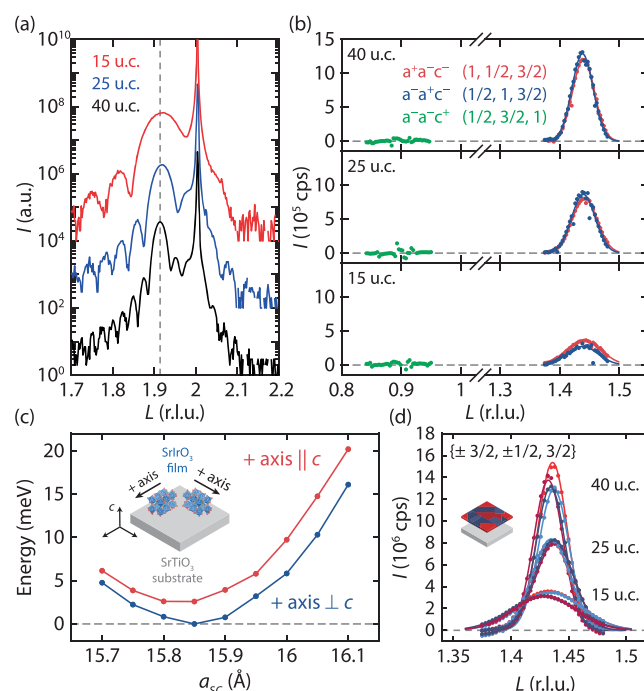 (a)
15 u.c.
25 u.c.
40 u.c.
I (a.u.)
10^10
10^8
10^6
10^4
10^2
10^0
1.7 1.8 1.9 2 2.1 2.2
L (r.l.u.)
(b)
40 u.c.
a⁺a⁻c⁻ (1, 1/2, 3/2)
a⁻a⁺c⁻ (1/2, 1, 3/2)
a⁻a⁻c⁺ (1/2, 3/2, 1)
25 u.c.
15 u.c.
I (10⁵ cps)
15
10
5
0
10
5
0
10
5
0
0.8 0.9 1 1.3 1.4 1.5
L (r.l.u.)
(c)
Energy (meV)
20
15
10
5
0
SrIrO₃
film
+ axis
+ axis
c
SrTiO₃
substrate
+ axis || c
+ axis ⊥ c
15.7 15.8 15.9 16 16.1
a_sc (Å)
(d)
{± 3/2, ±1/2, 3/2}
40 u.c.
25 u.c.
15 u.c.
I (10⁶ cps)
18
16
14
12
10
8
6
4
2
0
1.35 1.4 1.45 1.5
L (r.l.u.)